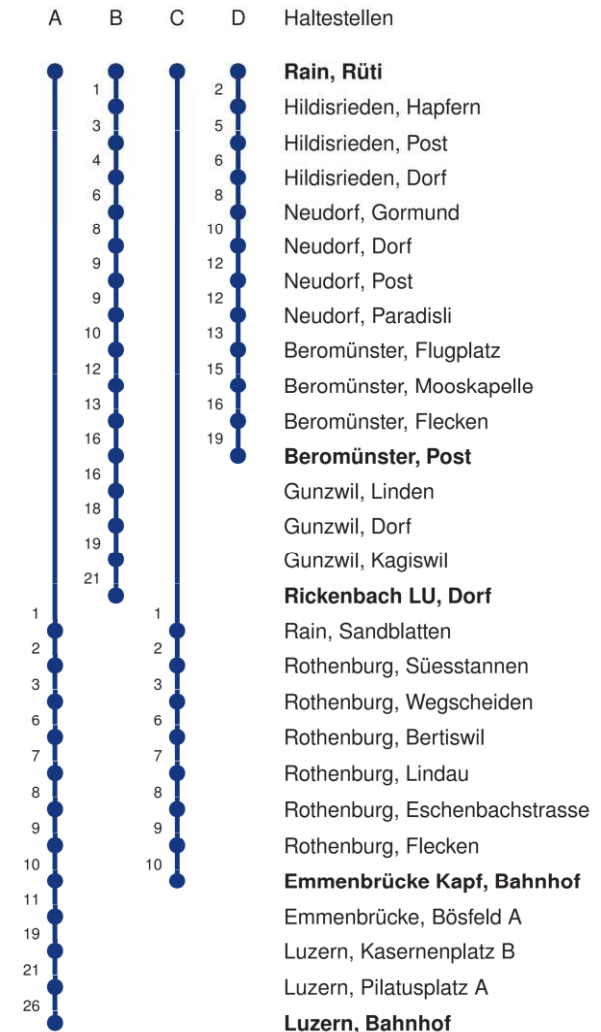 A B C D Haltestellen
Rain, Rüti
1 2
Hildisrieden, Hapfern
3 5
Hildisrieden, Post
4 6
Hildisrieden, Dorf
6 8
Neudorf, Gormund
8 10
Neudorf, Dorf
9 12
Neudorf, Post
9 12
Neudorf, Paradisli
10 13
Beromünster, Flugplatz
12 15
Beromünster, Mooskapelle
13 16
Beromünster, Flecken
16 19
Beromünster, Post
16
Gunzwil, Linden
18
Gunzwil, Dorf
19
Gunzwil, Kagiswil
21
Rickenbach LU, Dorf
1 1
Rain, Sandblatten
2 2
Rothenburg, Süesstannen
3 3
Rothenburg, Wegscheiden
6 6
Rothenburg, Bertiswil
7 7
Rothenburg, Lindau
8 8
Rothenburg, Eschenbachstrasse
9 9
Rothenburg, Flecken
10 10
Emmenbrücke Kapf, Bahnhof
11
Emmenbrücke, Bösfeld A
19
Luzern, Kasernenplatz B
21
Luzern, Pilatusplatz A
26
Luzern, Bahnhof